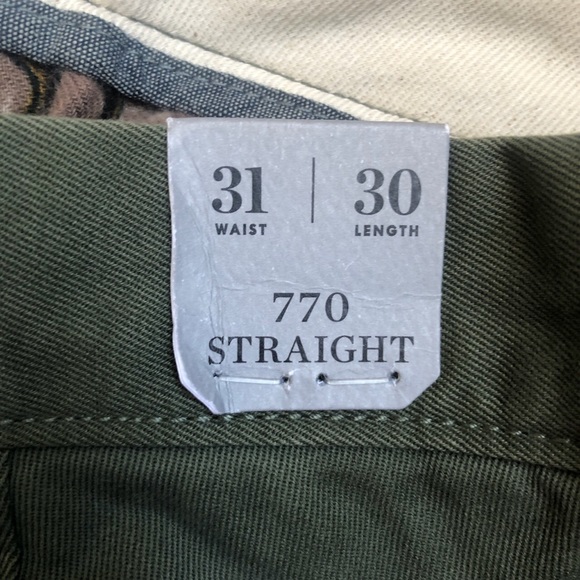 31 | 30
WAIST LENGTH
770
STRAIGHT